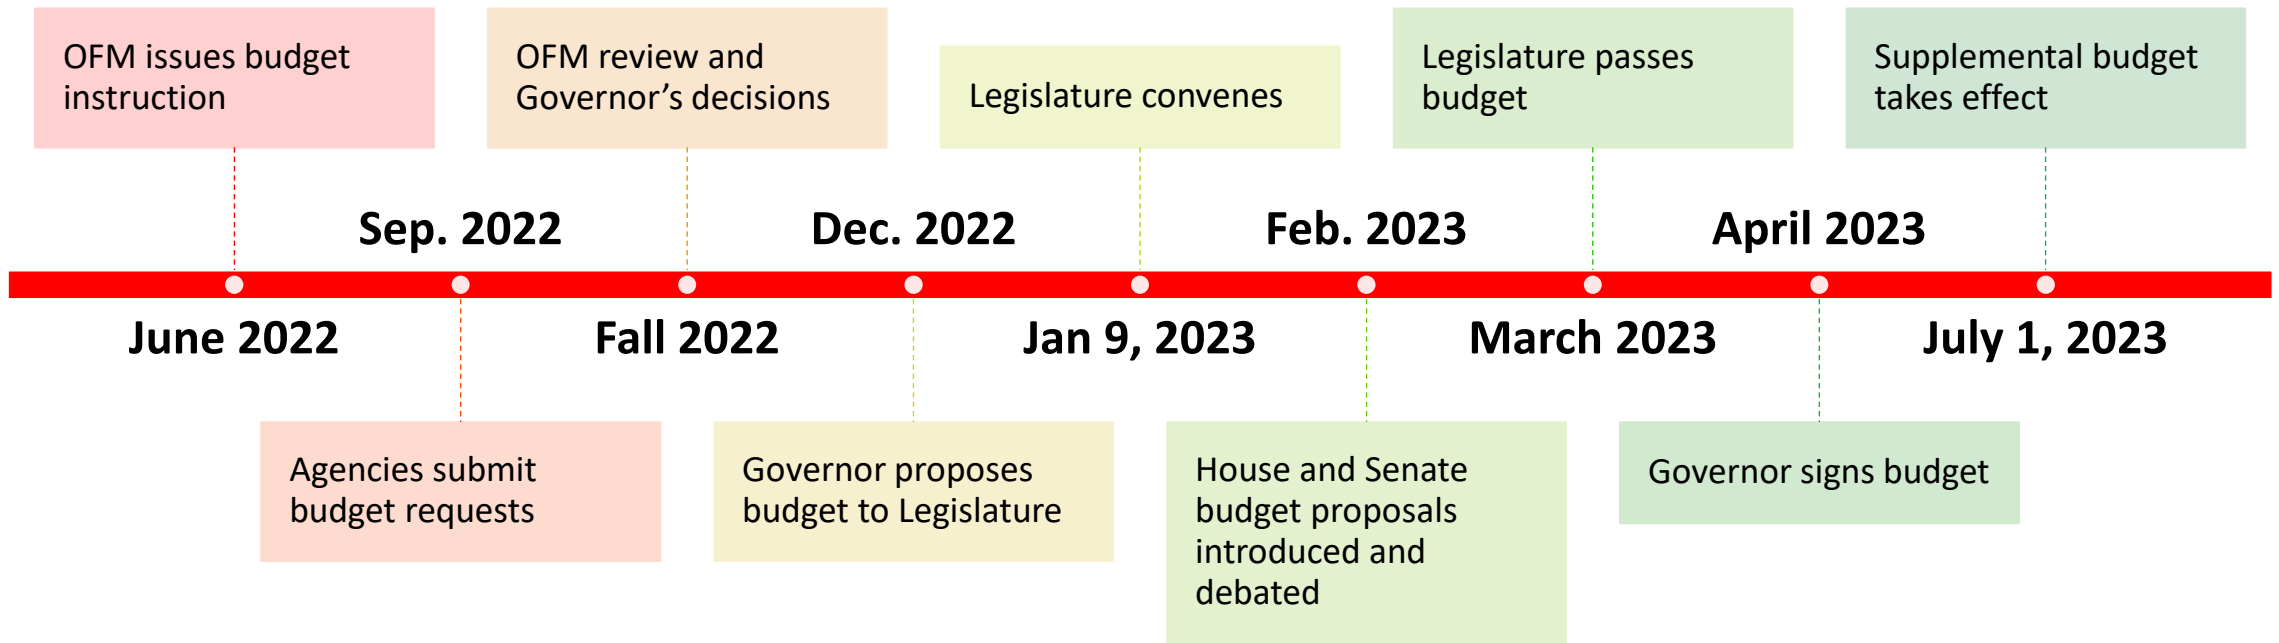 OFM issues budget
instruction
OFM review and
Governor’s decisions
Legislature convenes
Legislature passes
budget
Supplemental budget
takes effect
Sep. 2022
Dec. 2022
Feb. 2023
April 2023
June 2022
Fall 2022
Jan 9, 2023
March 2023
July 1, 2023
Agencies submit
budget requests
Governor proposes
budget to Legislature
House and Senate
budget proposals
introduced and
debated
Governor signs budget